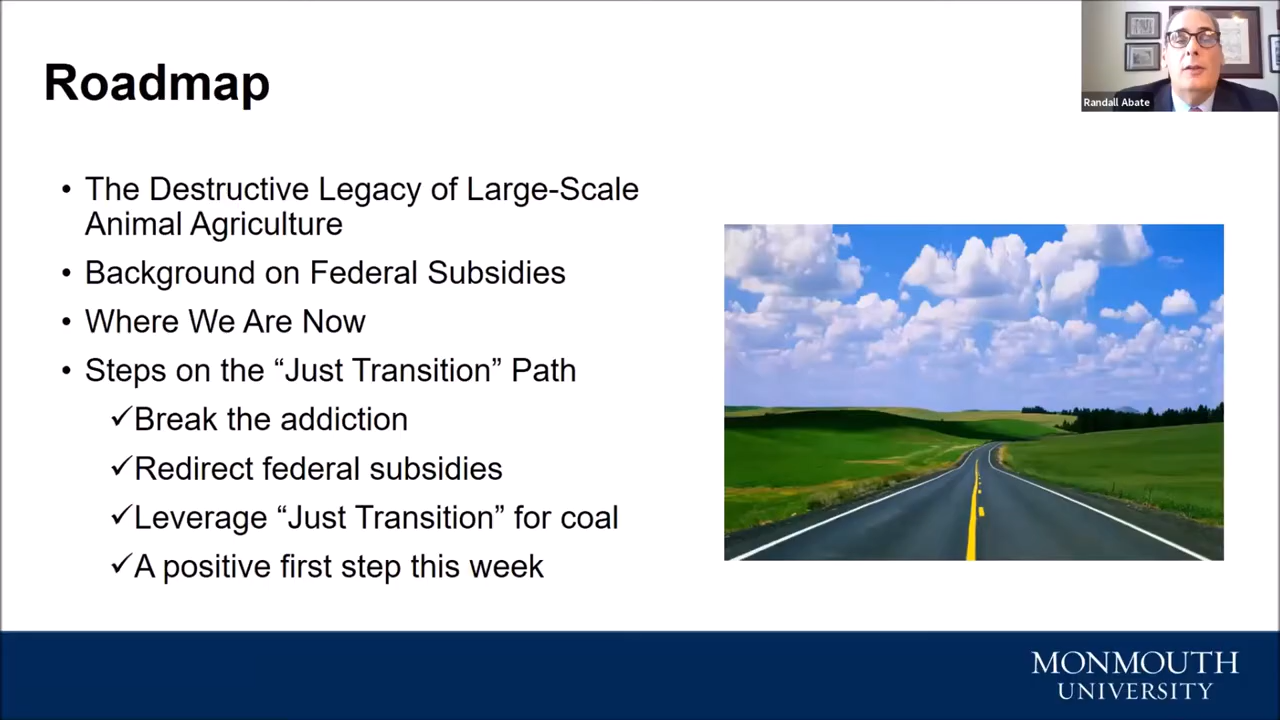 Roadmap
Randall Abate
• The Destructive Legacy of Large-Scale
Animal Agriculture
• Background on Federal Subsidies
• Where We Are Now
• Steps on the “Just Transition” Path
✓Break the addiction
✓Redirect federal subsidies
✓Leverage “Just Transition” for coal
✓A positive first step this week
MONMOUTH
UNIVERSITY